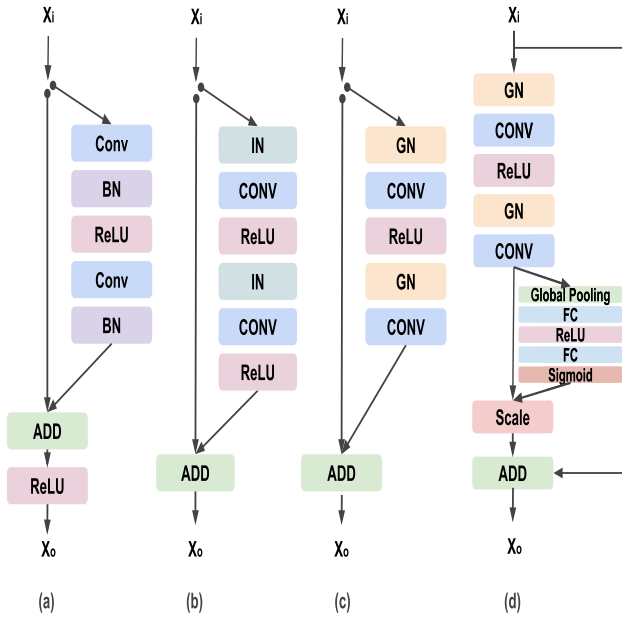 Xi
Conv
BN
ReLU
Conv
BN
ADD
ReLU
Xo
(a)
Xi
IN
CONV
ReLU
IN
CONV
ReLU
ADD
Xo
(b)
Xi
GN
CONV
ReLU
GN
CONV
ADD
Xo
(c)
Xi
GN
CONV
ReLU
GN
CONV
Global Pooling
FC
ReLU
FC
Sigmoid
Scale
ADD
Xo
(d)